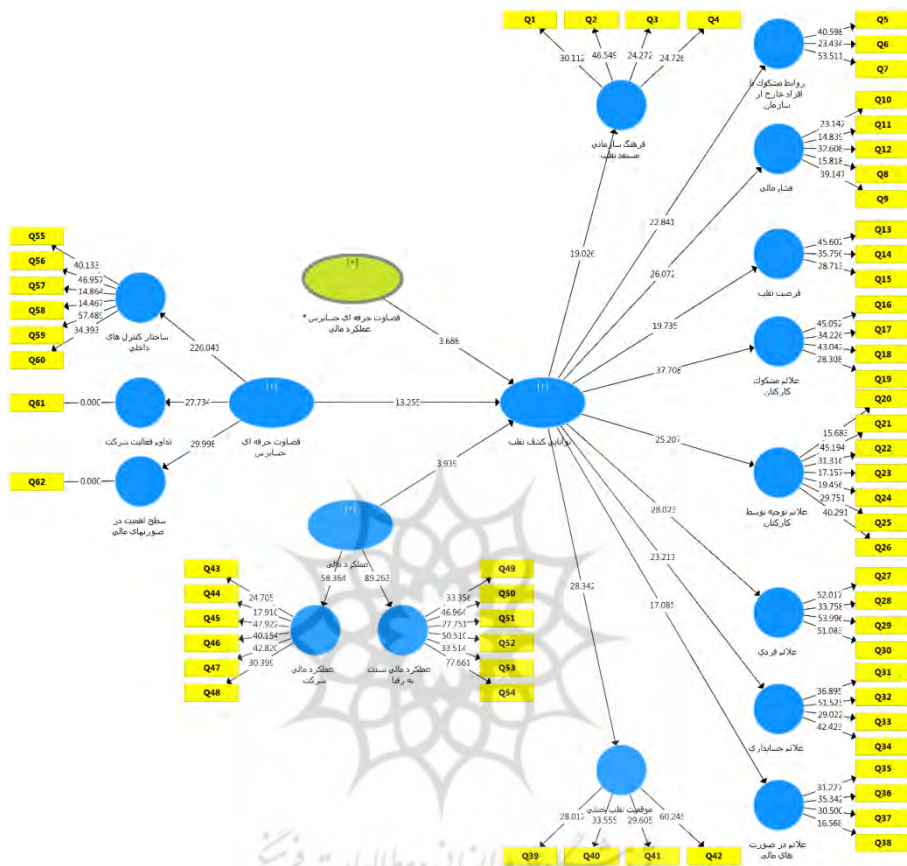 Q1
Q2
Q3
Q4
30.112
46.549
24.272
24.726
فرهنگ سازمانی
مستعد تقلب
19.026
Q5
Q6
Q7
40.598
23.434
53.511
روابط مشکوک با
افراد خارج از
سازمان
22.841
Q10
Q11
Q12
Q8
Q9
23.142
14.839
37.608
15.818
39.147
فشار مالی
26.072
Q13
Q14
Q15
45.602
35.756
28.713
فرصت تقلب
19.735
Q16
Q17
Q18
Q19
45.052
34.226
43.042
28.308
علائم مشکوک
کارکنان
37.708
Q20
Q21
Q22
Q23
Q24
Q25
Q26
15.683
45.194
31.316
17.157
19.456
29.751
40.291
علائم توجیه توسط
کارکنان
25.207
Q27
Q28
Q29
Q30
52.017
33.758
53.996
51.083
علائم فردی
28.023
Q31
Q32
Q33
Q34
36.895
51.525
29.022
42.423
علائم حسابداری
23.211
Q35
Q36
Q37
Q38
31.277
35.342
30.500
16.568
علائم در صورت
های مالی
17.085
Q55
Q56
Q57
Q58
Q59
Q60
40.133
46.957
14.864
14.467
57.489
34.393
ساختار کنترل های
داخلی
226.041
Q61
0.000
تداوم فعالیت شرکت
27.734
Q62
0.000
سطح اهمیت در
صورتهای مالی
29.998
[+]
قضاوت حرفه ای
حسابرس
13.255
[+]
قضاوت حرفه ای حسابرس *
عملکرد مالی
3.686
[+]
توانایی کشف تقلب
3.939
[+]
عملکرد مالی
58.364
89.263
Q43
Q44
Q45
Q46
Q47
Q48
24.705
17.910
47.922
40.154
42.820
30.399
عملکرد مالی
شرکت
Q49
Q50
Q51
Q52
Q53
Q54
33.356
46.964
27.751
50.510
33.514
77.661
عملکرد مالی نسبت
به رقبا
28.342
موقعیت تقلب جنسی
28.012
33.555
29.605
60.245
Q39
Q40
Q41
Q42